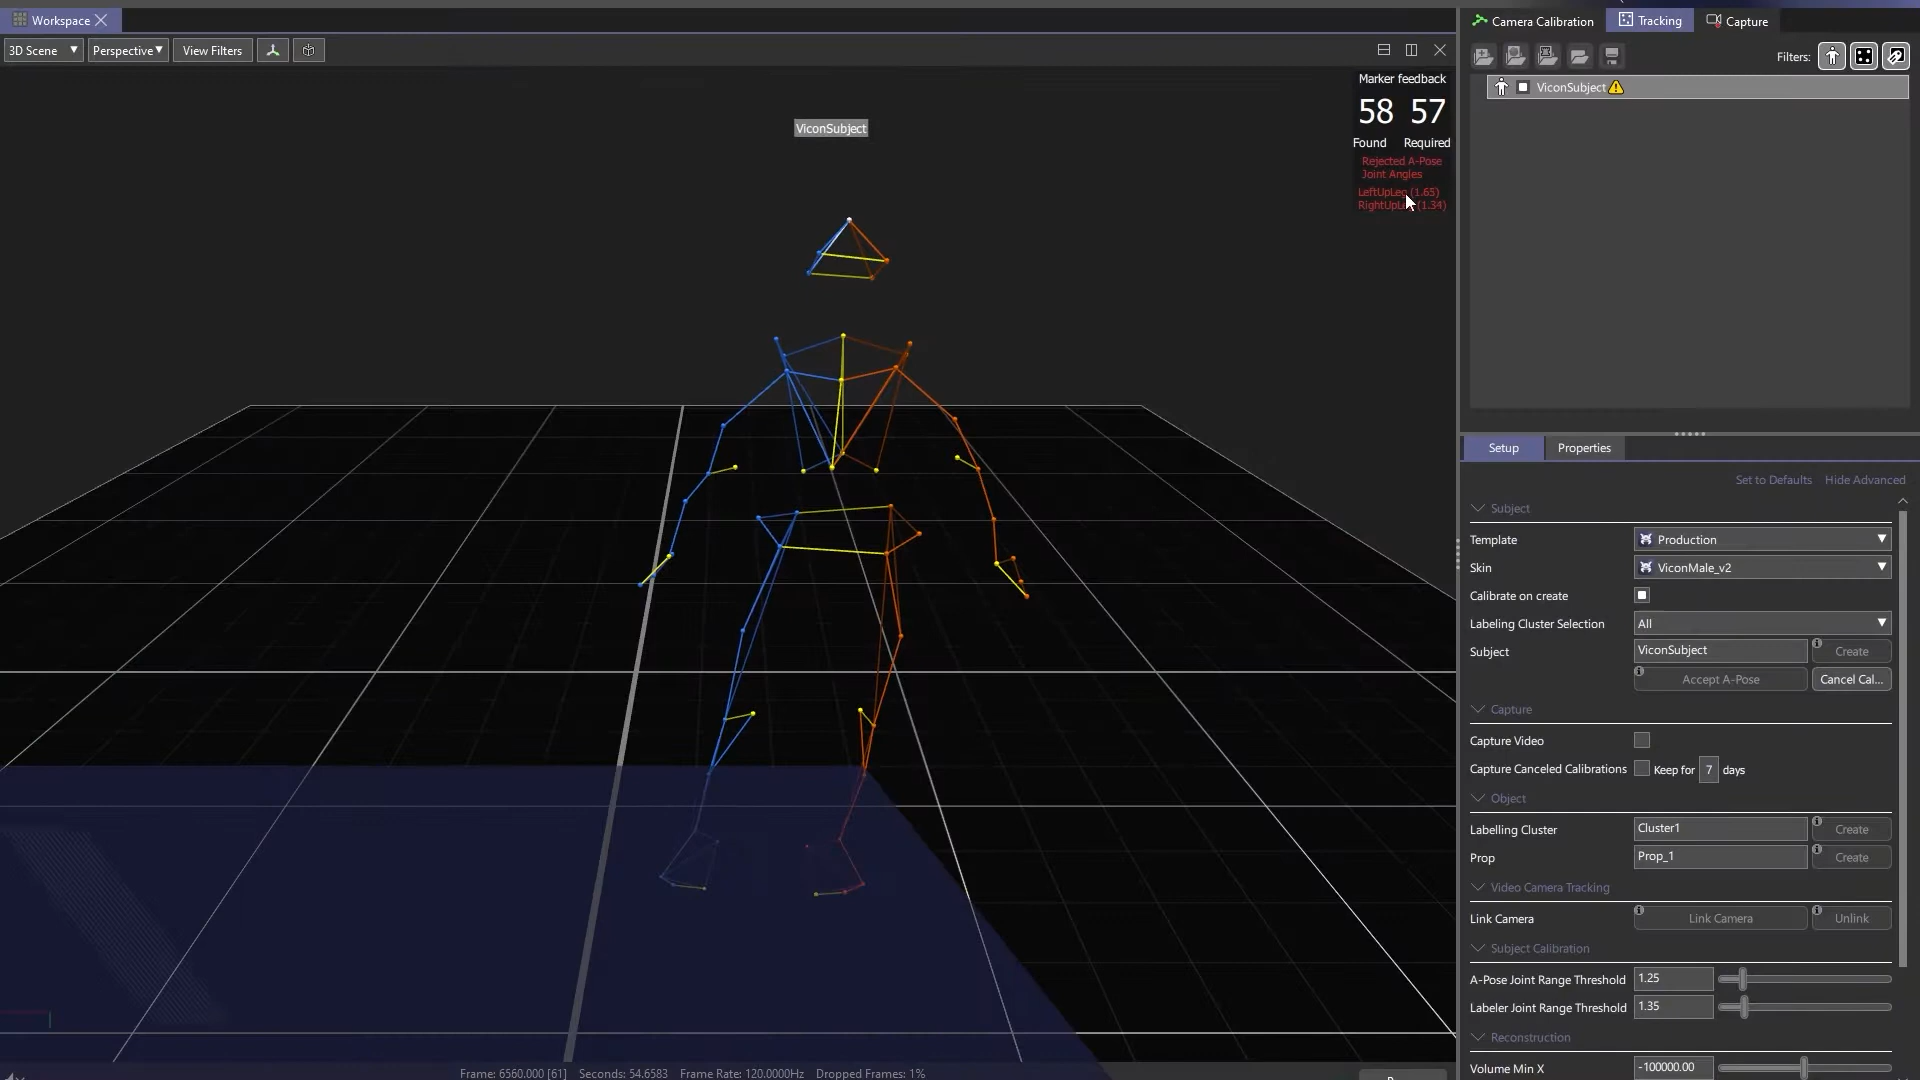 Workspace
Camera Calibration Tracking Capture
3D Scene Perspective View Filters
Filters:
Marker feedback
58 57
Found Required
Rejected A-Pose
Joint Angles
LeftUpLeg (1.65)
(1.34)
ViconSubject
ViconSubject
Setup Properties
Set to Defaults Hide Advanced
Subject
Template Production
Skin ViconMale_v2
Calibrate on create
Labeling Cluster Selection All
Subject ViconSubject Create
Accept A-Pose Cancel Cal...
Capture
Capture Video
Capture Canceled Calibrations Keep for 7 days
Object
Labelling Cluster Cluster1 Create
Prop Prop_1 Create
Video Camera Tracking
Link Camera Link Camera Unlink
Subject Calibration
A-Pose Joint Range Threshold 1.25
Labeler Joint Range Threshold 1.35
Reconstruction
Volume Min X -100000.00
Frame: 6560.000 [61] Seconds: 54.6583 Frame Rate: 120.0000Hz Dropped Frames: 1%